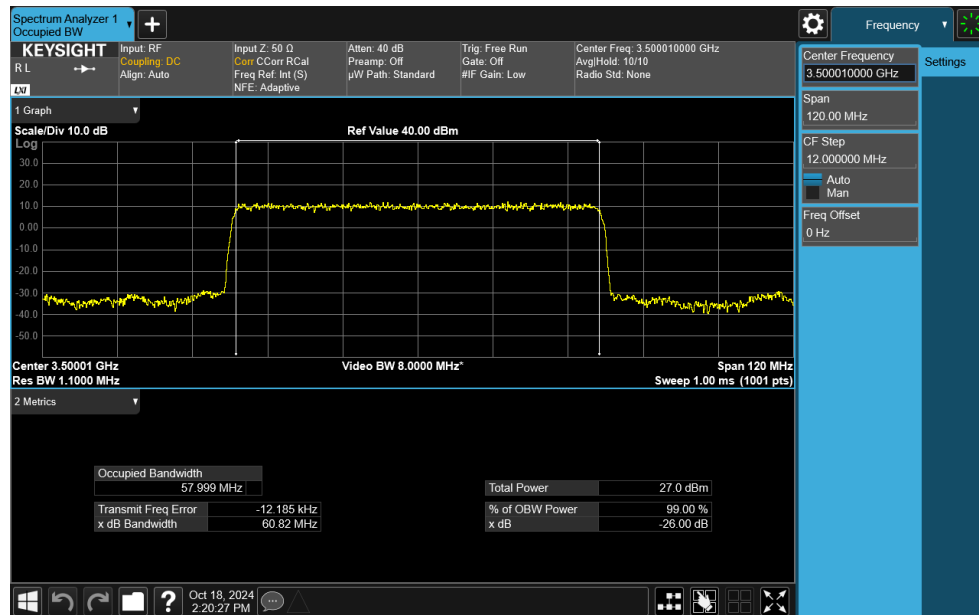 Spectrum Analyzer 1
Occupied BW
Frequency
KEYSIGHT
R L
LXI
Input: RF
Coupling: DC
Align: Auto
Input Z: 50 Ω
Corr CCorr RCal
Freq Ref: Int (S)
NFE: Adaptive
Atten: 40 dB
Preamp: Off
µW Path: Standard
Trig: Free Run
Gate: Off
#IF Gain: Low
Center Freq: 3.500010000 GHz
Avg|Hold: 10/10
Radio Std: None
Center Frequency
3.500010000 GHz
Settings
Span
120.00 MHz
CF Step
12.000000 MHz
Auto
Man
Freq Offset
0 Hz
1 Graph
Scale/Div 10.0 dB
Ref Value 40.00 dBm
Log
30.0
20.0
10.0
0.00
-10.0
-20.0
-30.0
-40.0
-50.0
Center 3.50001 GHz
Video BW 8.0000 MHz*
Span 120 MHz
Res BW 1.1000 MHz
Sweep 1.00 ms (1001 pts)
2 Metrics
Occupied Bandwidth
57.999 MHz
Total Power 27.0 dBm
Transmit Freq Error -12.185 kHz
% of OBW Power 99.00 %
x dB Bandwidth 60.82 MHz
x dB -26.00 dB
?
Oct 18, 2024
2:20:27 PM